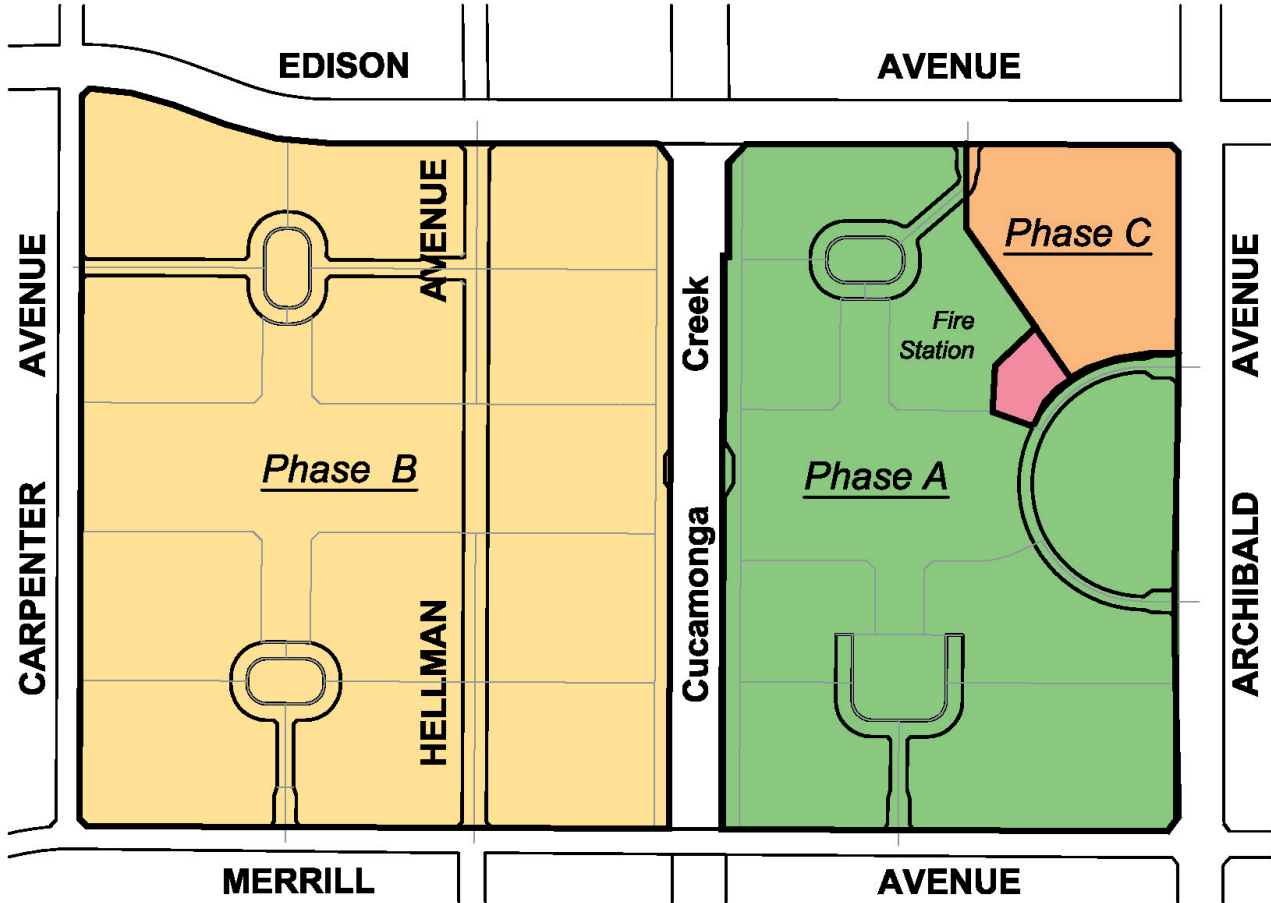 EDISON AVENUE
AVENUE
Phase C
AVENUE
Creek
AVENUE
Fire
Station
Phase B
Phase A
CARPENTER
HELLMAN
Cucamonga
ARCHIBALD
MERRILL AVENUE